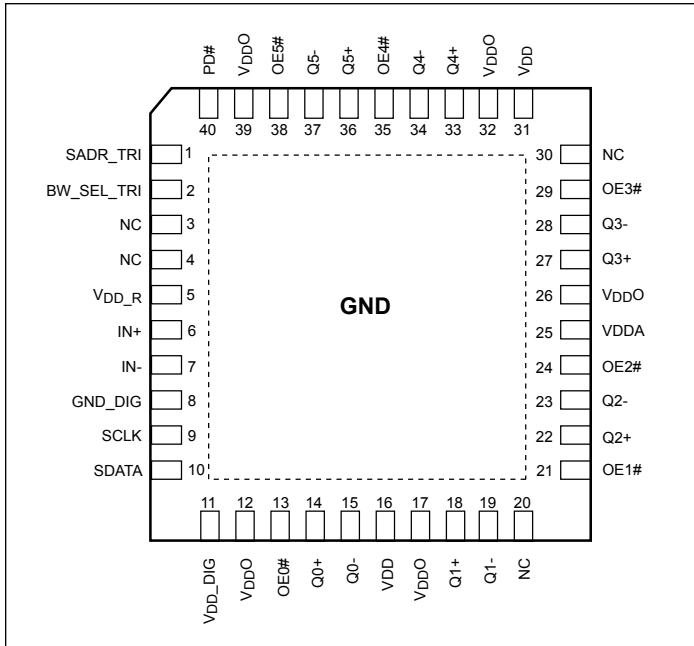 PD#
VDDO
OE5#
Q5-
Q5+
OE4#
Q4-
Q4+
VDDO
VDD
40
39
38
37
36
35
34
33
32
31
SADR_TRI 1
BW_SEL_TRI 2
NC 3
NC 4
VDD_R 5
IN+ 6
IN- 7
GND_DIG 8
SCLK 9
SDATA 10
GND
30 NC
29 OE3#
28 Q3-
27 Q3+
26 VDDO
25 VDDA
24 OE2#
23 Q2-
22 Q2+
21 OE1#
11
12
13
14
15
16
17
18
19
20
VDD_DIG
VDDO
OE0#
Q0+
Q0-
VDD
VDDO
Q1+
Q1-
NC